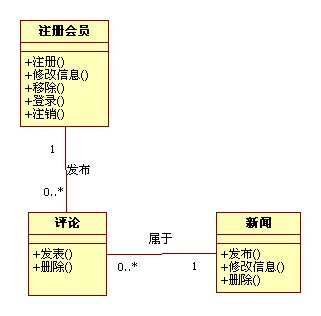 注册会员
+注册()
+修改信息()
+移除()
+登录()
+注销()
1
发布
0..*
评论
+发表()
+删除()
属于
0..*
1
新闻
+发布()
+修改信息()
+删除()